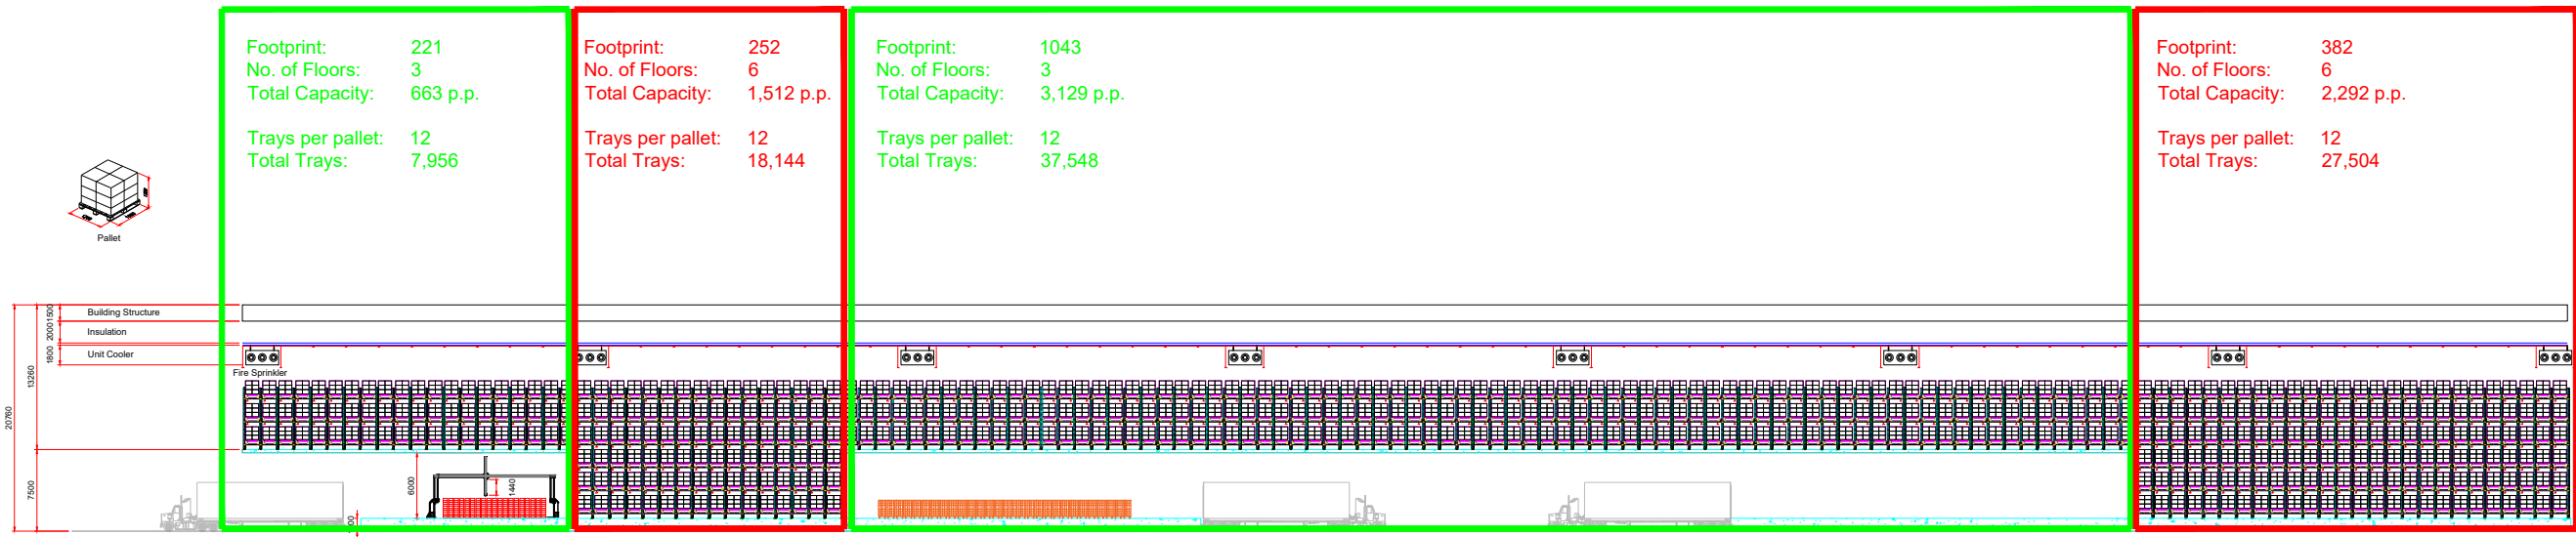 Footprint: 221
No. of Floors: 3
Total Capacity: 663 p.p.
Trays per pallet: 12
Total Trays: 7,956
Footprint: 252
No. of Floors: 6
Total Capacity: 1,512 p.p.
Trays per pallet: 12
Total Trays: 18,144
Footprint: 1043
No. of Floors: 3
Total Capacity: 3,129 p.p.
Trays per pallet: 12
Total Trays: 37,548
Footprint: 382
No. of Floors: 6
Total Capacity: 2,292 p.p.
Trays per pallet: 12
Total Trays: 27,504
Pallet
1500
Building Structure
2000
Insulation
1800
Unit Cooler
Fire Sprinkler
13260
20760
7500
6000
1440